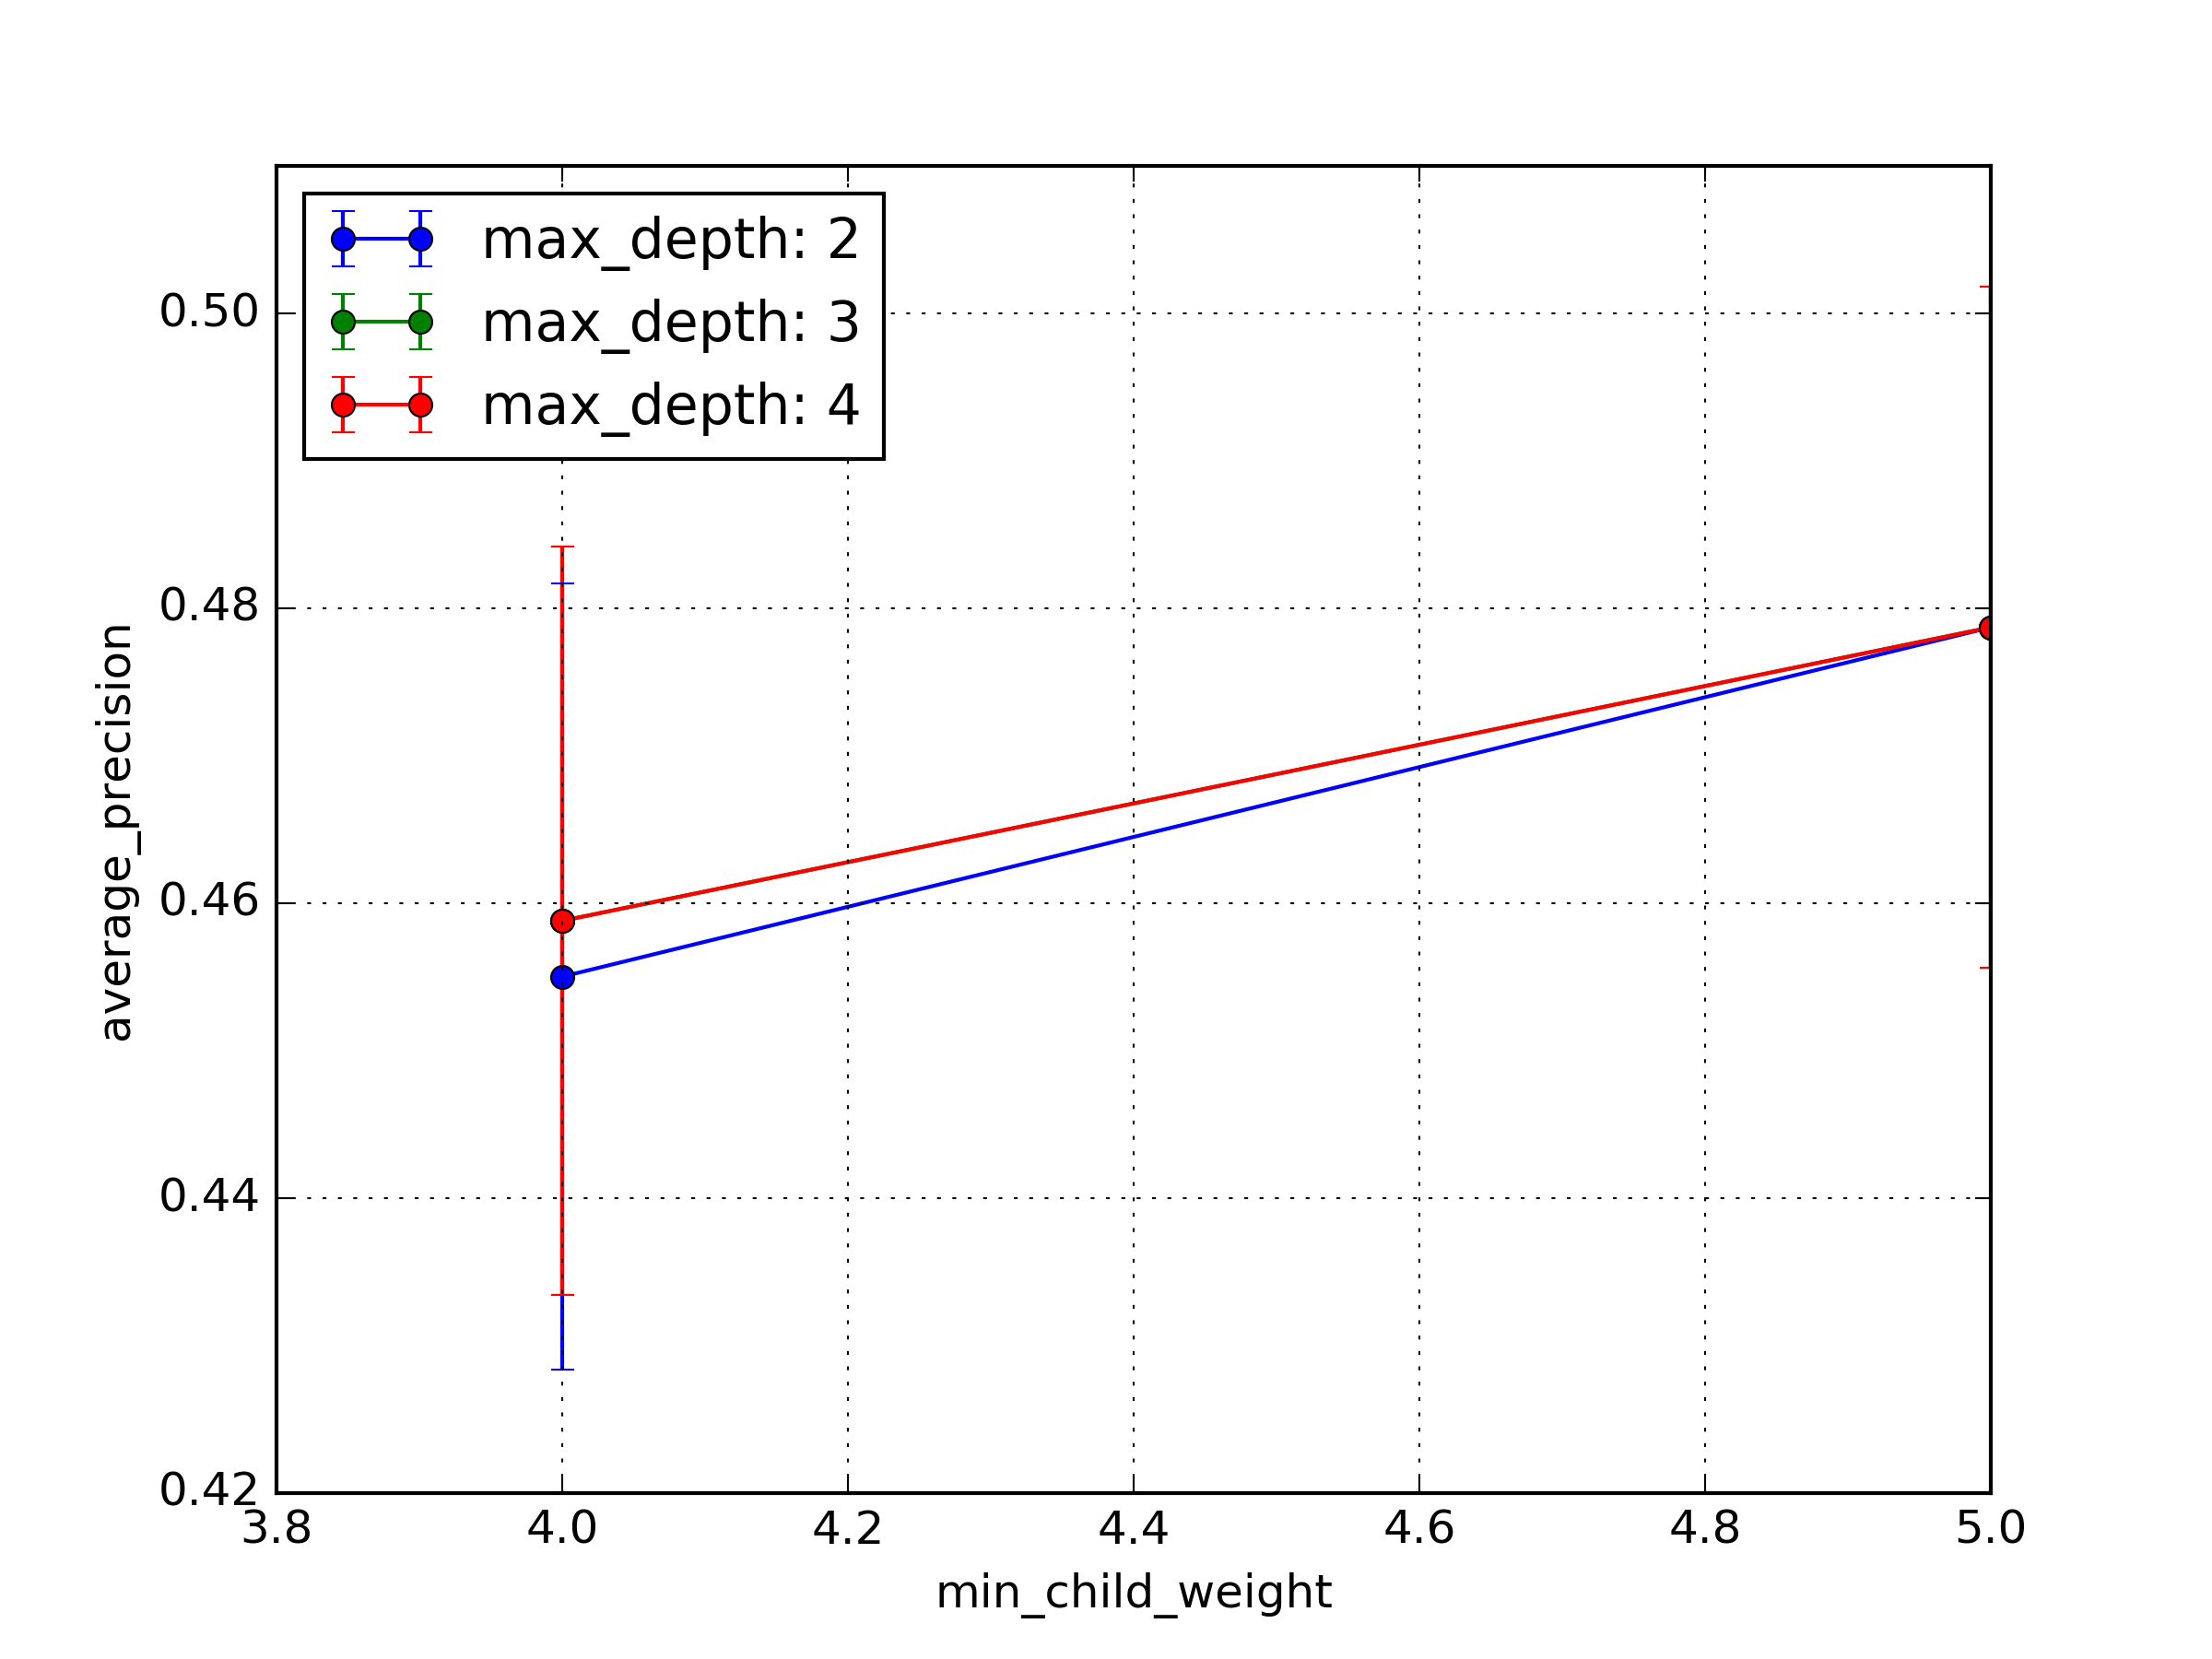 max_depth: 2
max_depth: 3
max_depth: 4
0.50
0.48
0.46
0.44
0.42
average_precision
3.8 4.0 4.2 4.4 4.6 4.8 5.0
min_child_weight